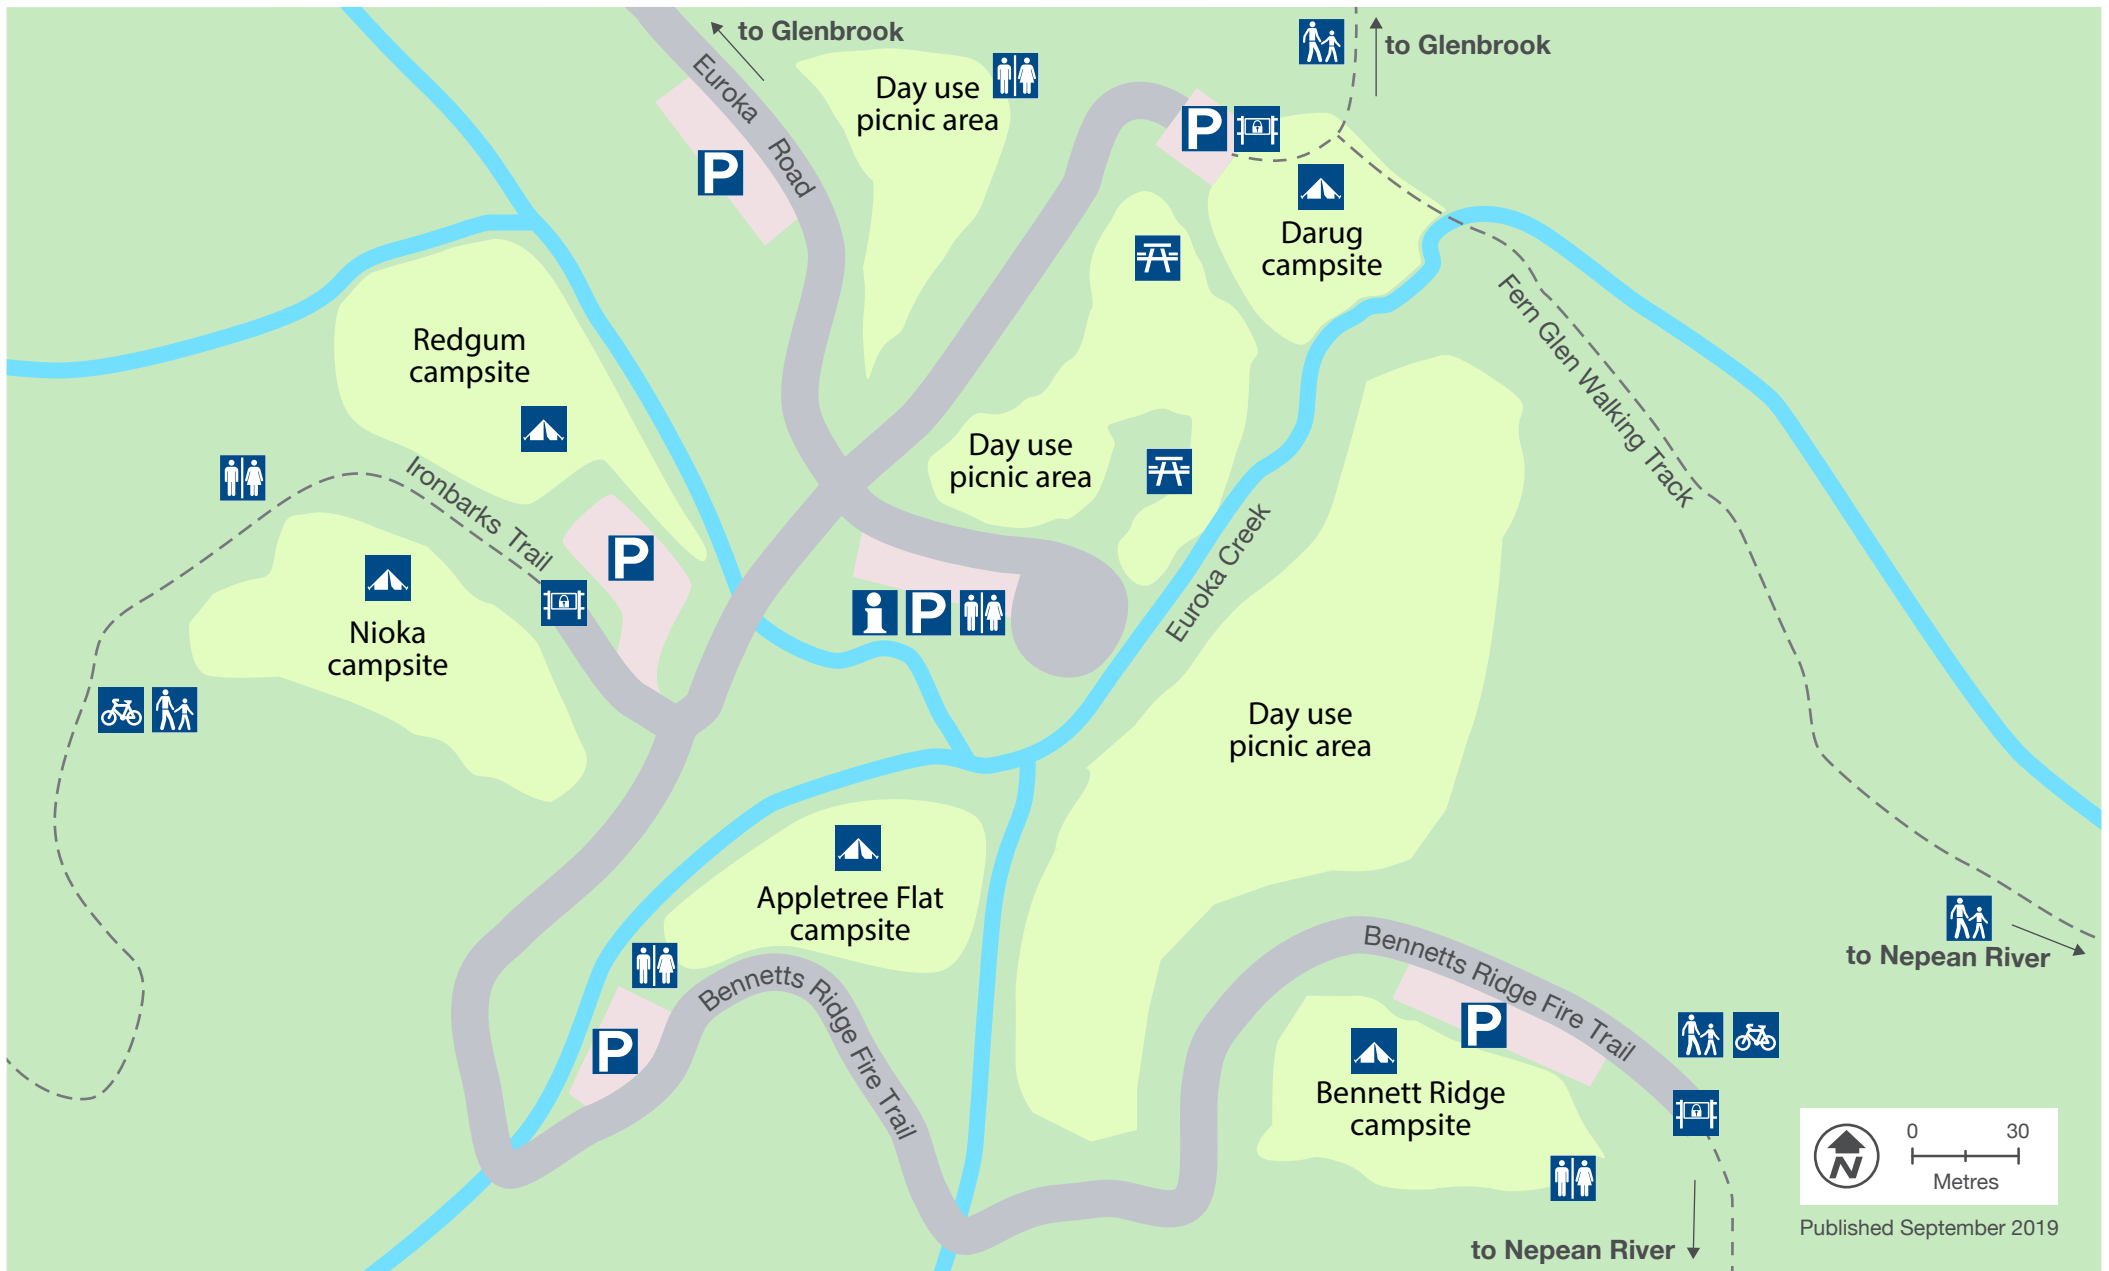 to Glenbrook
to Glenbrook
Euroka Road
Day use
picnic area
P
P
Darug
campsite
Fern Glen Walking Track
Redgum
campsite
Day use
picnic area
Ironbarks Trail
P
Euroka Creek
i P
Nioka
campsite
Day use
picnic area
Appletree Flat
campsite
Bennetts Ridge Fire Trail
P
to Nepean River
Bennetts Ridge Fire Trail
P
Bennett Ridge
campsite
to Nepean River
N
0 30
Metres
Published September 2019